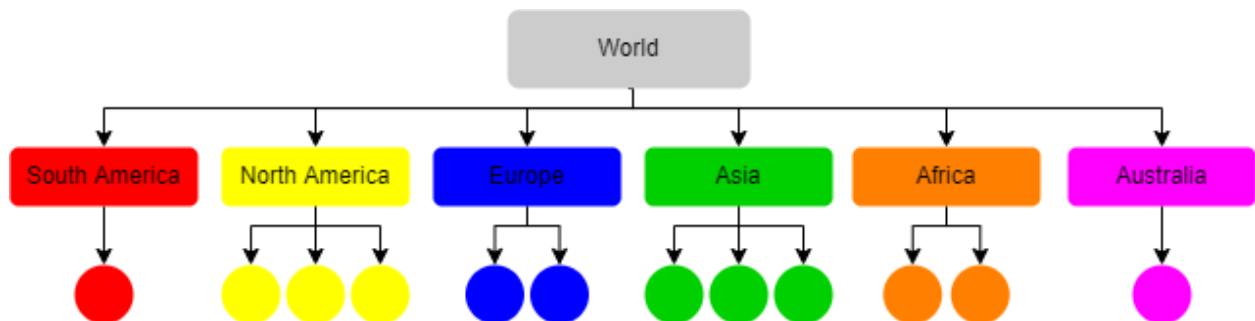 World
South America
North America
Europe
Asia
Africa
Australia